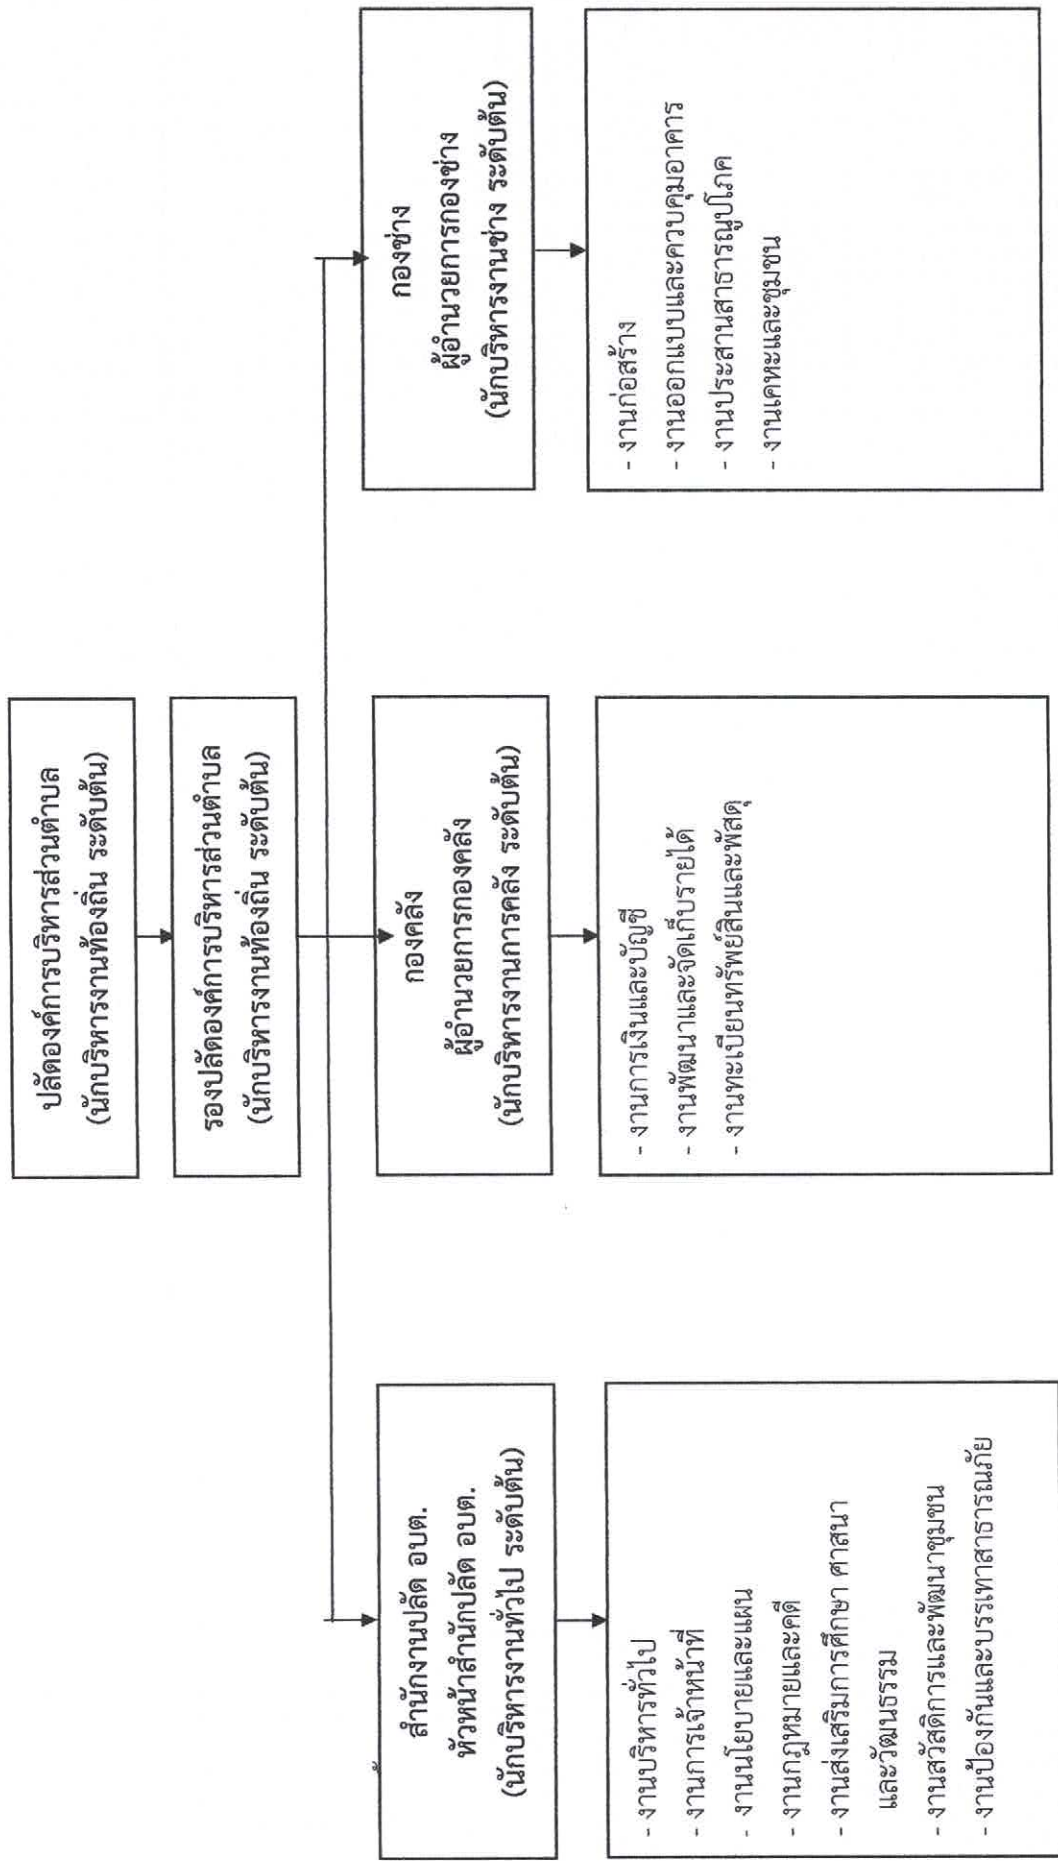 ปลัดองค์การบริหารส่วนตำบล
(นักบริหารงานท้องถิ่น ระดับต้น)
รองปลัดองค์การบริหารส่วนตำบล
(นักบริหารงานท้องถิ่น ระดับต้น)
สำนักงานปลัด อบต.
หัวหน้าสำนักปลัด อบต.
(นักบริหารงานทั่วไป ระดับต้น)
- งานบริหารทั่วไป
- งานการเจ้าหน้าที่
- งานนโยบายและแผน
- งานกฎหมายและคดี
- งานส่งเสริมการศึกษา ศาสนา
และวัฒนธรรม
- งานสวัสดิการและพัฒนาชุมชน
- งานป้องกันและบรรเทาสาธารณภัย
กองคลัง
ผู้อำนวยการกองคลัง
(นักบริหารงานการคลัง ระดับต้น)
- งานการเงินและบัญชี
- งานพัฒนาและจัดเก็บรายได้
- งานทะเบียนทรัพย์สินและพัสดุ
กองช่าง
ผู้อำนวยการกองช่าง
(นักบริหารงานช่าง ระดับต้น)
- งานก่อสร้าง
- งานออกแบบและควบคุมอาคาร
- งานประสานสาธารณูปโภค
- งานเคหะและชุมชน